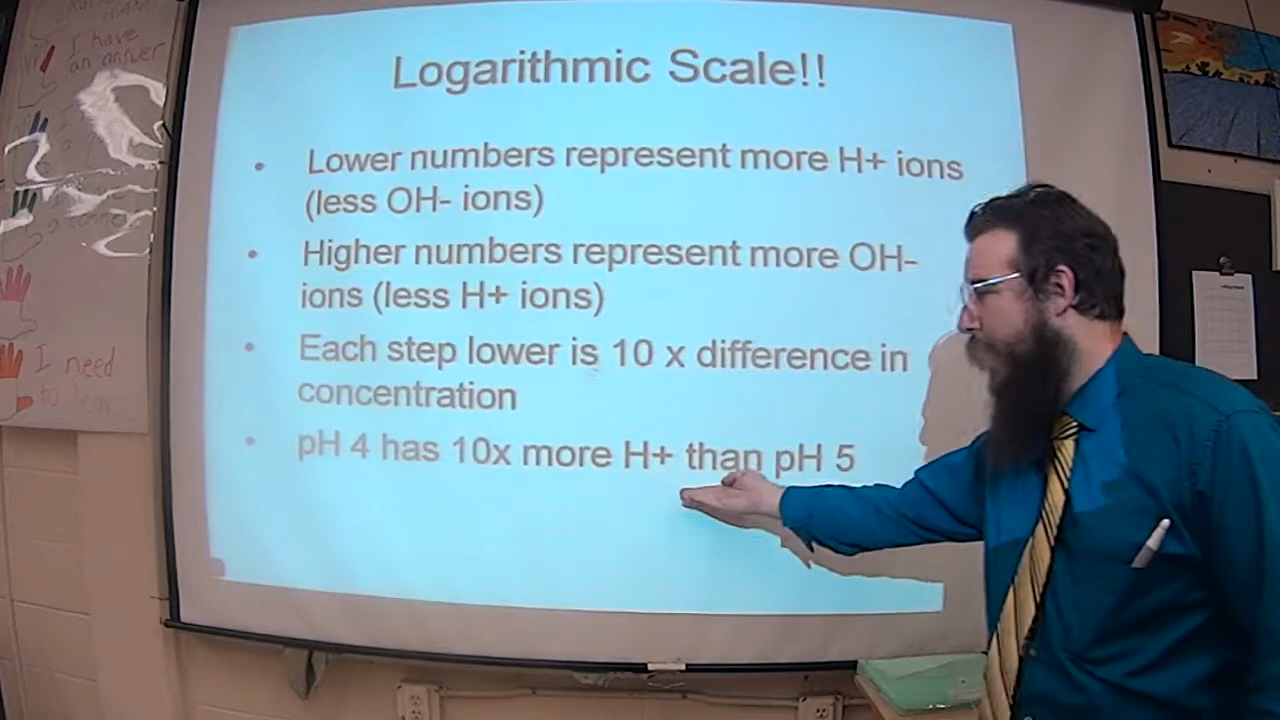 Logarithmic Scale!!
• Lower numbers represent more H+ ions
(less OH- ions)
• Higher numbers represent more OH-
ions (less H+ ions)
• Each step lower is 10 x difference in
concentration
• pH 4 has 10x more H+ than pH 5
I have
an answer
I need
to